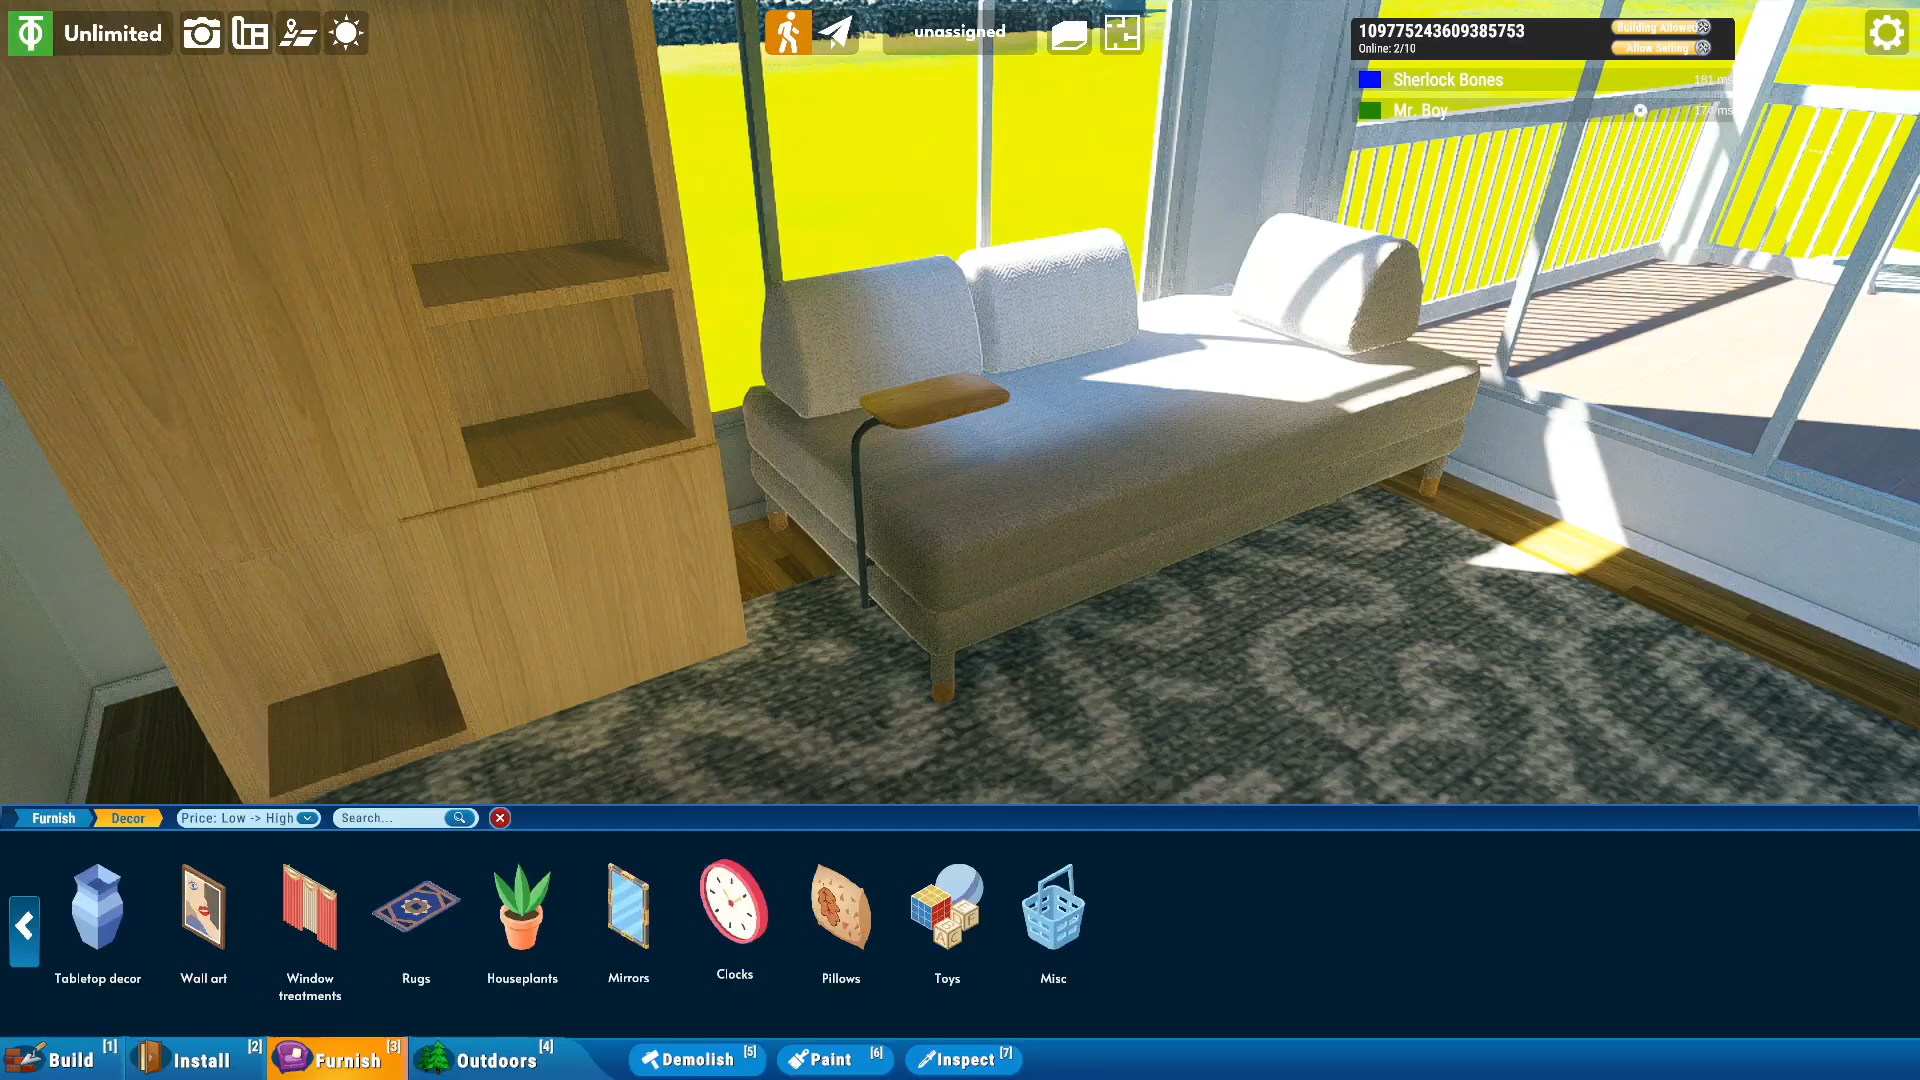 Unlimited
unassigned
109775243609385753
Building Allowed
Online: 2/10
Allow Selling
Sherlock Bones
181 ms
Mr. Boy
Furnish
Decor
Price: Low -> High
Search...
Tabletop decor
Wall art
Window treatments
Rugs
Houseplants
Mirrors
Clocks
Pillows
Toys
Misc
Build [1]
Install [2]
Furnish [3]
Outdoors [4]
Demolish [5]
Paint [6]
Inspect [7]